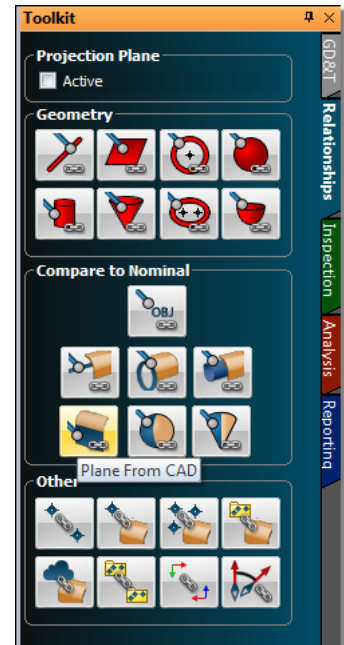 Toolkit
Projection Plane
Active
Geometry
Compare to Nominal
OBJ
Plane From CAD
Other
GD&T
Relationships
Inspection
Analysis
Reporting